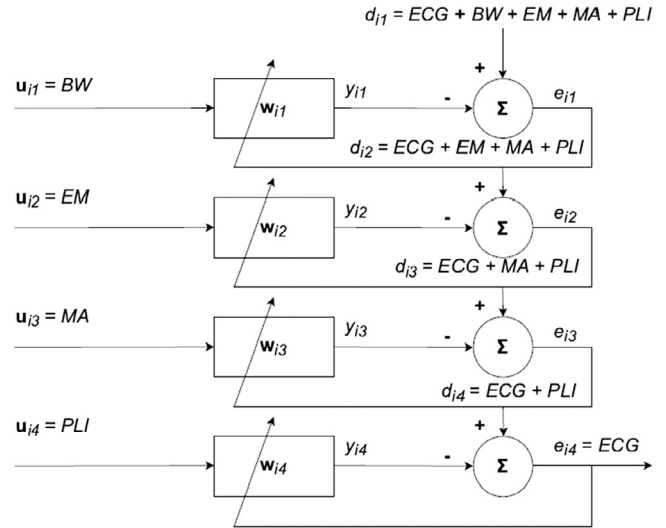 d_i1 = ECG + BW + EM + MA + PLI
u_i1 = BW
w_i1
y_i1
-
+
Σ
e_i1
d_i2 = ECG + EM + MA + PLI
u_i2 = EM
w_i2
y_i2
-
+
Σ
e_i2
d_i3 = ECG + MA + PLI
u_i3 = MA
w_i3
y_i3
-
+
Σ
e_i3
d_i4 = ECG + PLI
u_i4 = PLI
w_i4
y_i4
-
+
Σ
e_i4 = ECG